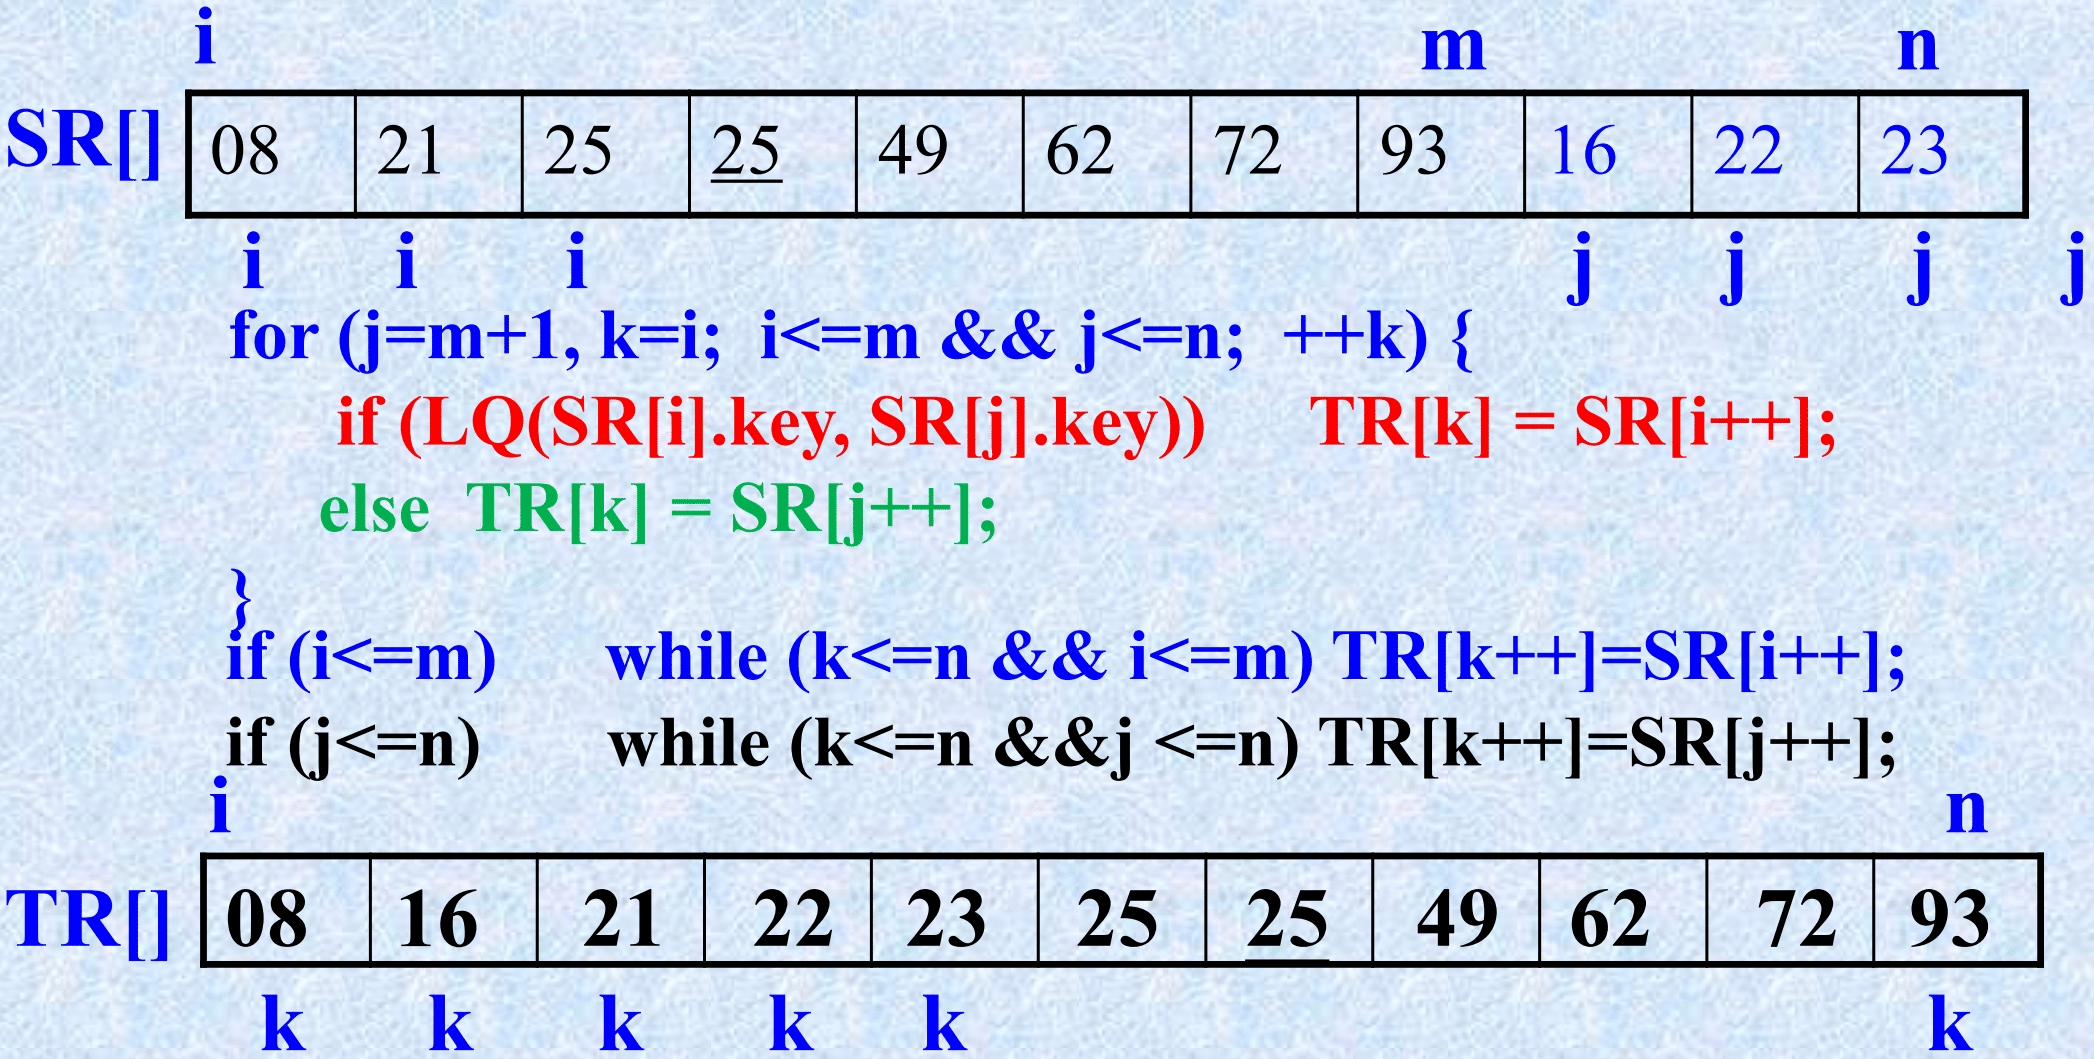 i m n
SR[] 08 21 25 25 49 62 72 93 16 22 23
i i i j j j j
for (j=m+1, k=i; i<=m && j<=n; ++k) {
if (LQ(SR[i].key, SR[j].key)) TR[k] = SR[i++];
else TR[k] = SR[j++];
}
if (i<=m) while (k<=n && i<=m) TR[k++]=SR[i++];
if (j<=n) while (k<=n &&j <=n) TR[k++]=SR[j++];
i n
TR[] 08 16 21 22 23 25 25 49 62 72 93
k k k k k k